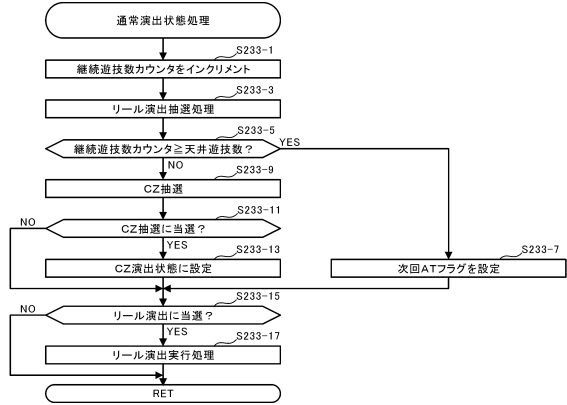 通常演出状態処理
S233-1
継続遊技数カウンタをインクリメント
S233-3
リール演出抽選処理
S233-5
継続遊技数カウンタ≧天井遊技数？
YES
NO
S233-9
CZ抽選
S233-11
NO
CZ抽選に当選？
YES
S233-13
CZ演出状態に設定
S233-7
次回ATフラグを設定
S233-15
NO
リール演出に当選？
YES
S233-17
リール演出実行処理
RET